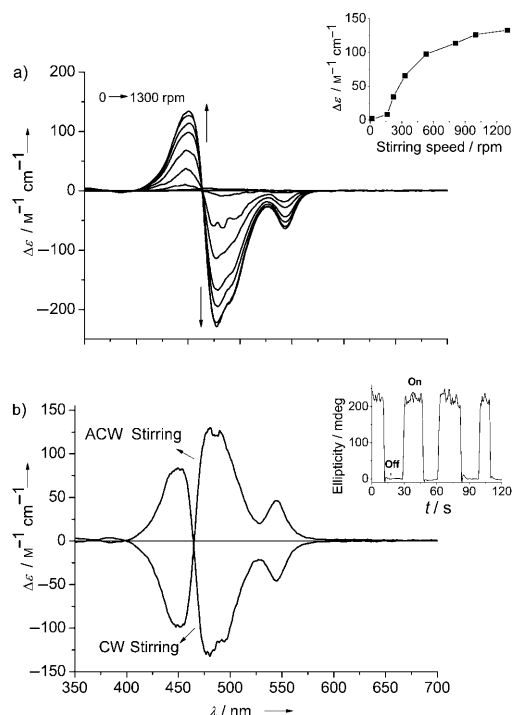 a)
0 → 1300 rpm
Δε / M⁻¹ cm⁻¹ →
200
100
0
−100
−200
Δε / M⁻¹ cm⁻¹
150
100
50
0
0 300 600 900 1200
Stirring speed / rpm
b)
ACW Stirring
CW Stirring
Δε / M⁻¹ cm⁻¹ →
150
100
50
0
−50
−100
−150
350 400 450 500 550 600 650 700
λ / nm →
Ellipticity / mdeg
200
100
0
On
Off
0 30 60 90 120
t / s